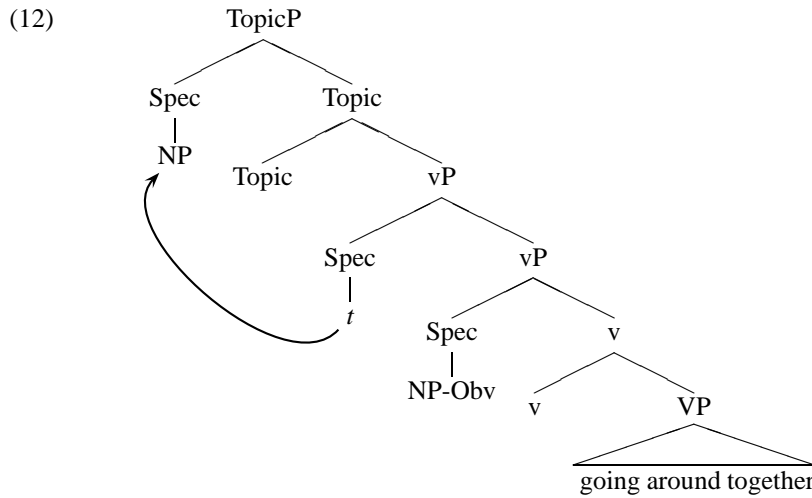 (12) TopicP
Spec Topic
NP Topic vP
Spec vP
t Spec v
NP-Obv v VP
going around together